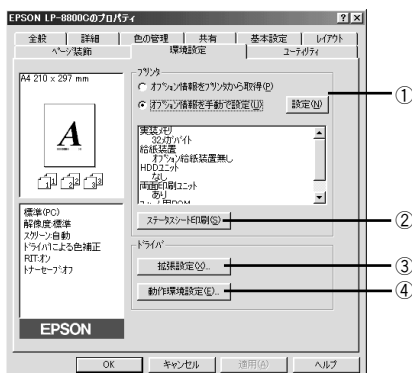 EPSON LP-8800Cのプロパティ
全般 詳細 色の管理 共有 基本設定 レイアウト
ページ装飾 環境設定 ユーティリティ
A4 210 x 297 mm
A
プリンタ
オプション情報をプリンタから取得(P)
オプション情報を手動で設定(U)
設定(N)
①
実装メモリ
32メガバイト
給紙装置
オプション給紙装置無し
HDDユニット
なし
両面印刷ユニット
あり
ステータスシート印刷(S)
②
標準(PC)
解像度:標準
スクリーン:自動
ドライバによる色補正
RIT:オン
トナーセーブ:オフ
ドライバ
拡張設定(X)...
③
動作環境設定(E)...
④
EPSON
OK キャンセル 適用(A) ヘルプ